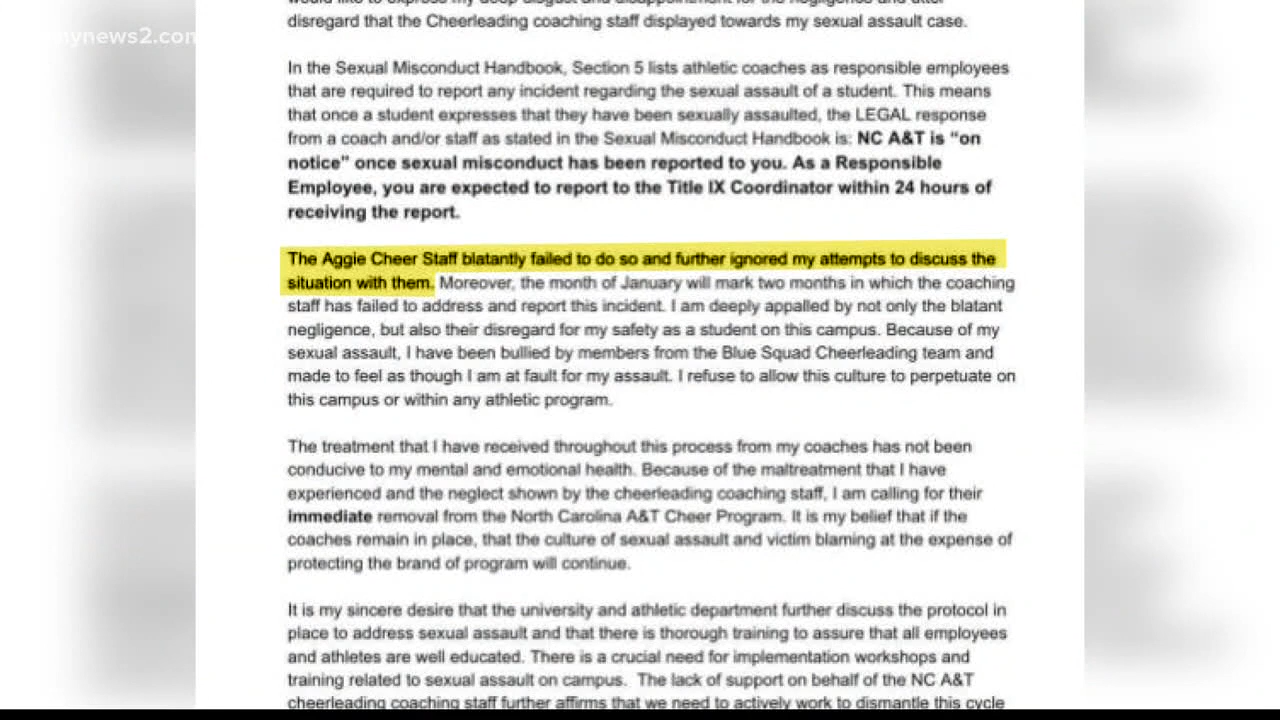 mynews2.com
would like to express my deep disgust and disappointment for the negligence and utter
disregard that the Cheerleading coaching staff displayed towards my sexual assault case.
In the Sexual Misconduct Handbook, Section 5 lists athletic coaches as responsible employees
that are required to report any incident regarding the sexual assault of a student. This means
that once a student expresses that they have been sexually assaulted, the LEGAL response
from a coach and/or staff as stated in the Sexual Misconduct Handbook is: NC A&T is “on
notice” once sexual misconduct has been reported to you. As a Responsible
Employee, you are expected to report to the Title IX Coordinator within 24 hours of
receiving the report.
The Aggie Cheer Staff blatantly failed to do so and further ignored my attempts to discuss the
situation with them. Moreover, the month of January will mark two months in which the coaching
staff has failed to address and report this incident. I am deeply appalled by not only the blatant
negligence, but also their disregard for my safety as a student on this campus. Because of my
sexual assault, I have been bullied by members from the Blue Squad Cheerleading team and
made to feel as though I am at fault for my assault. I refuse to allow this culture to perpetuate on
this campus or within any athletic program.
The treatment that I have received throughout this process from my coaches has not been
conducive to my mental and emotional health. Because of the maltreatment that I have
experienced and the neglect shown by the cheerleading coaching staff, I am calling for their
immediate removal from the North Carolina A&T Cheer Program. It is my belief that if the
coaches remain in place, that the culture of sexual assault and victim blaming at the expense of
protecting the brand of program will continue.
It is my sincere desire that the university and athletic department further discuss the protocol in
place to address sexual assault and that there is thorough training to assure that all employees
and athletes are well educated. There is a crucial need for implementation workshops and
training related to sexual assault on campus. The lack of support on behalf of the NC A&T
cheerleading coaching staff further affirms that we need to actively work to dismantle this cycle